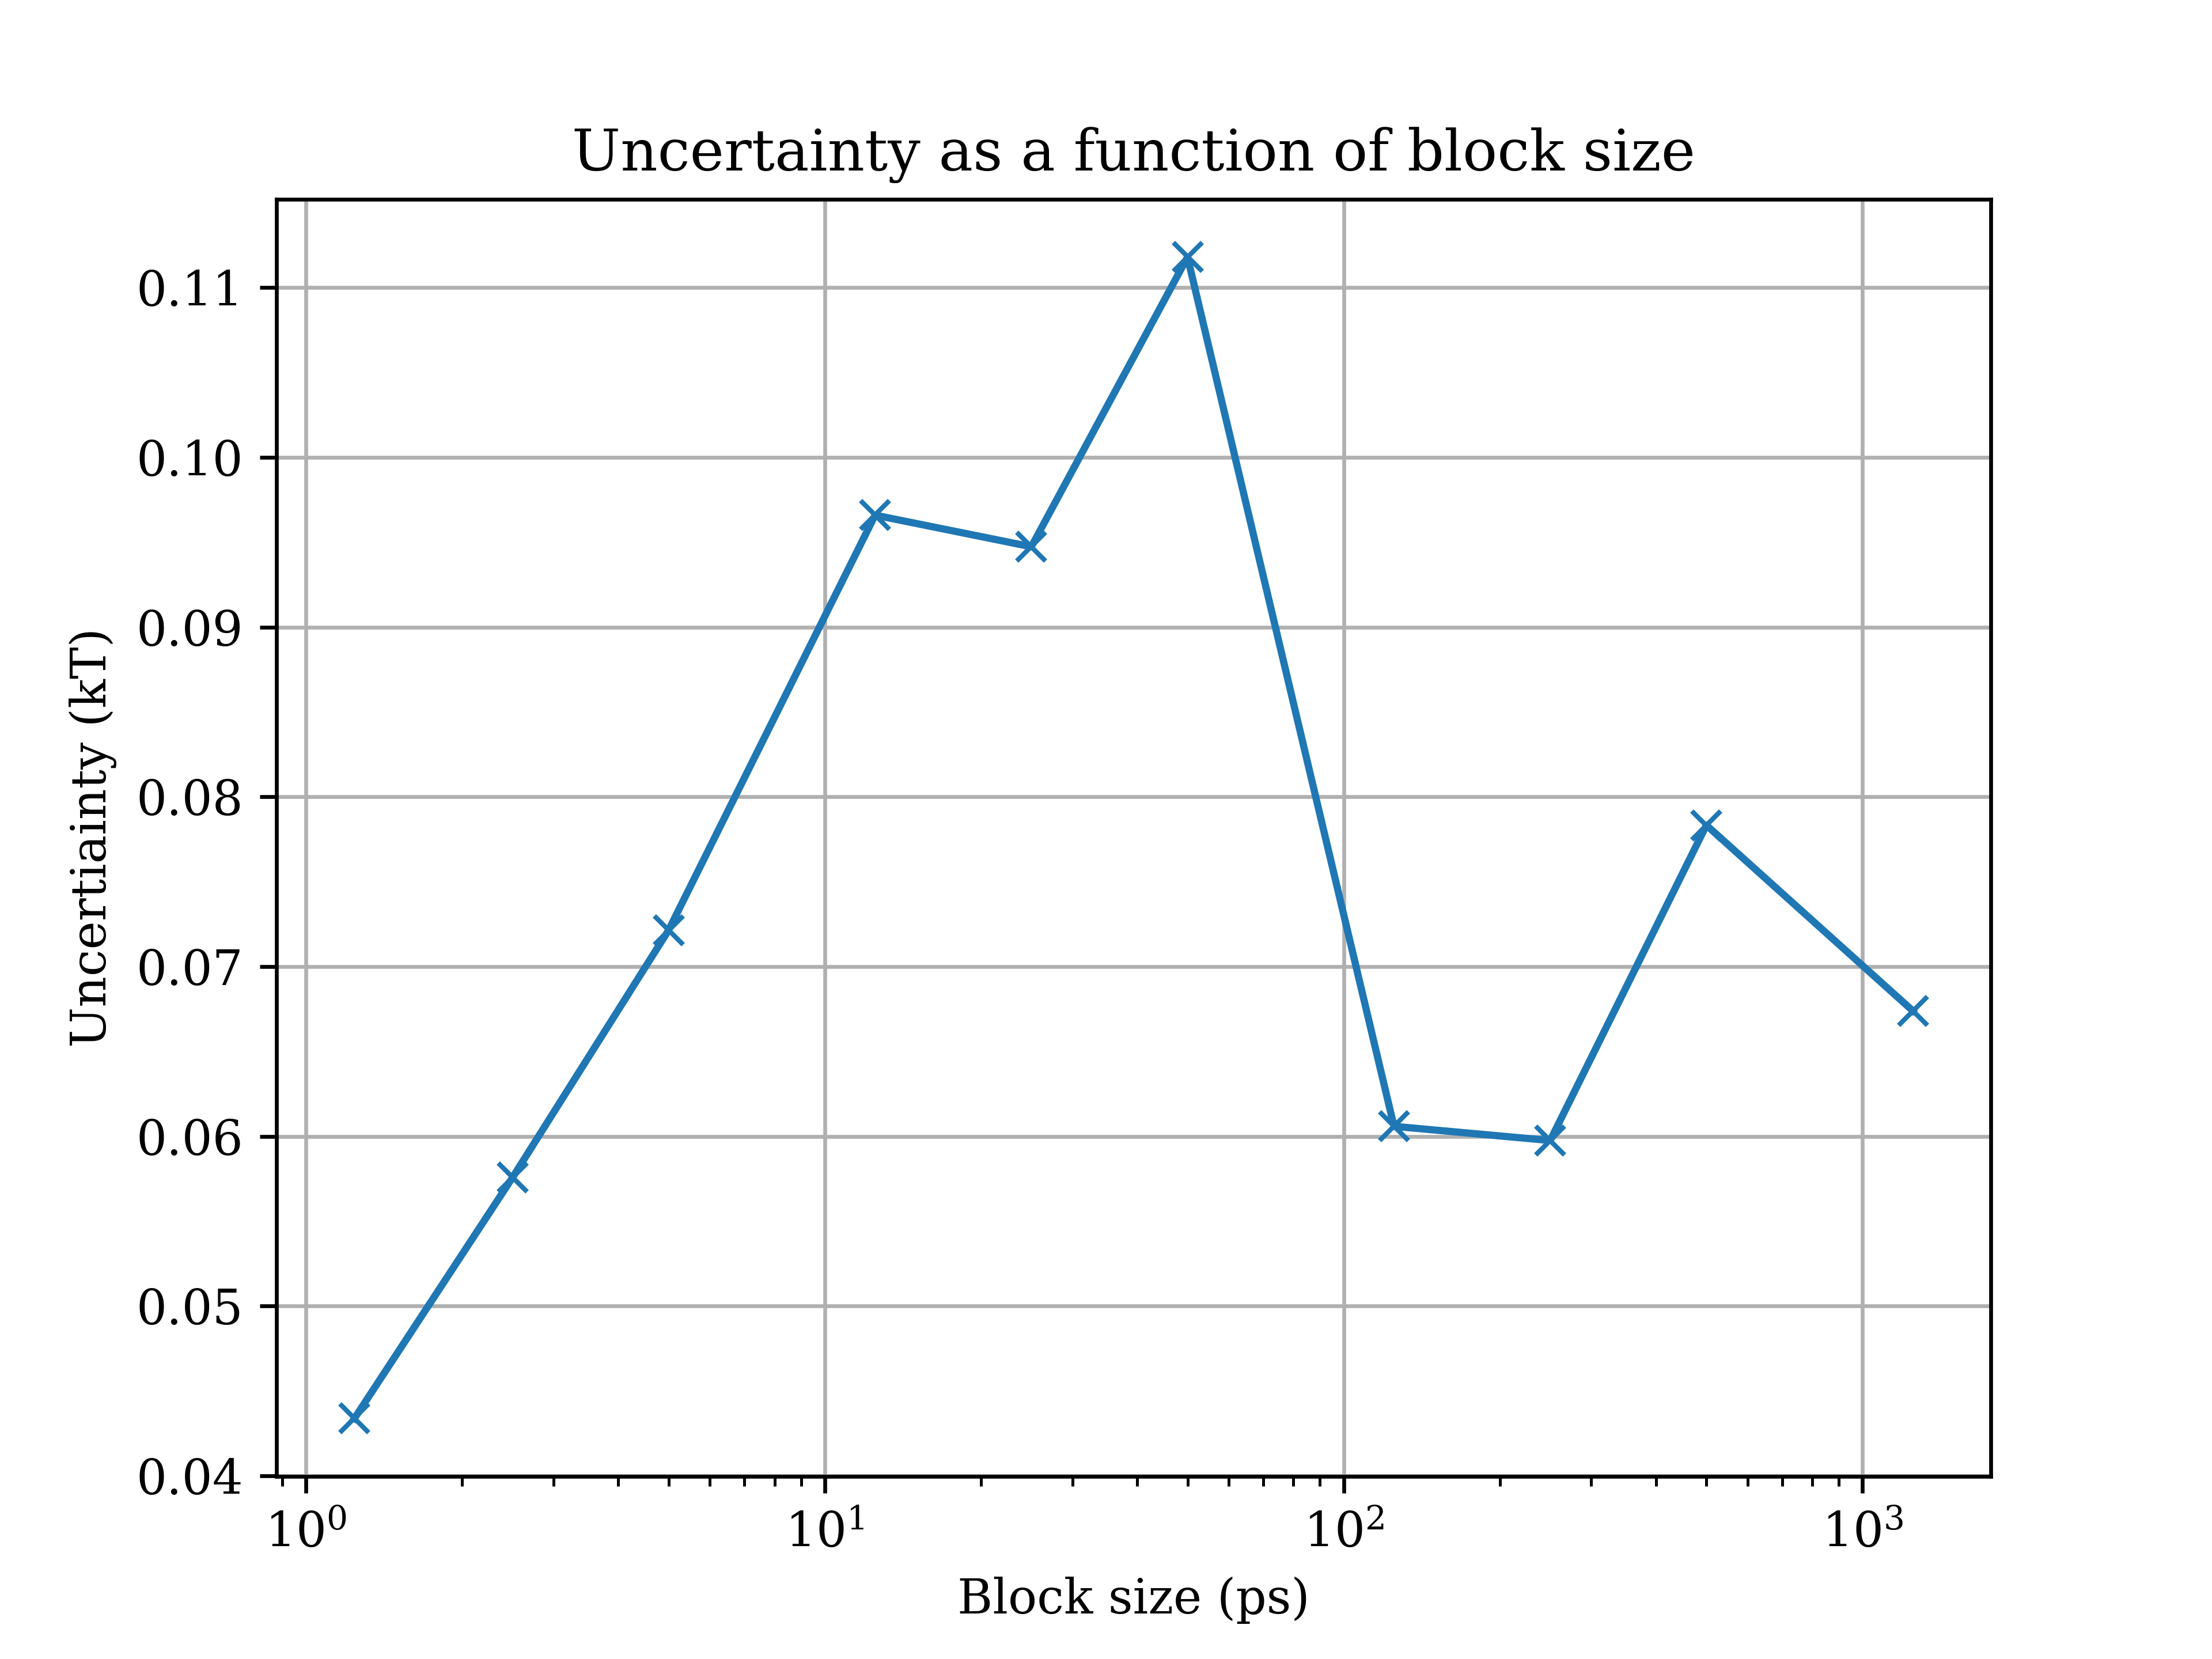 Uncertainty as a function of block size
0.11
0.10
0.09
0.08
0.07
0.06
0.05
0.04
Uncertiainty (kT)
10⁰ 10¹ 10² 10³
Block size (ps)